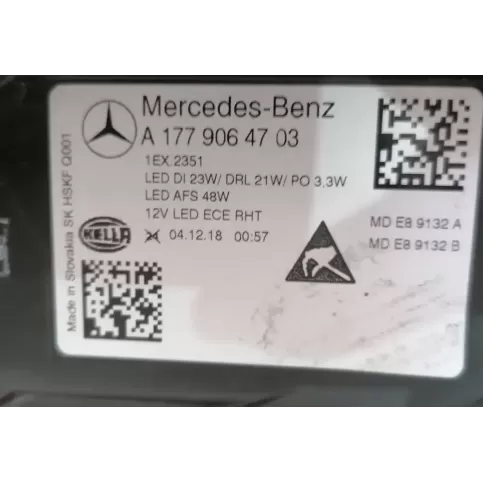 Mercedes-Benz
A 177 906 47 03
1EX.2351
LED DI 23W/ DRL 21W/ PO 3,3W
LED AFS 48W
12V LED ECE RHT
HELLA
04.12.18 00:57
MD E8 9132 A
MD E8 9132 B
Made in Slovakia SK HSKF Q001